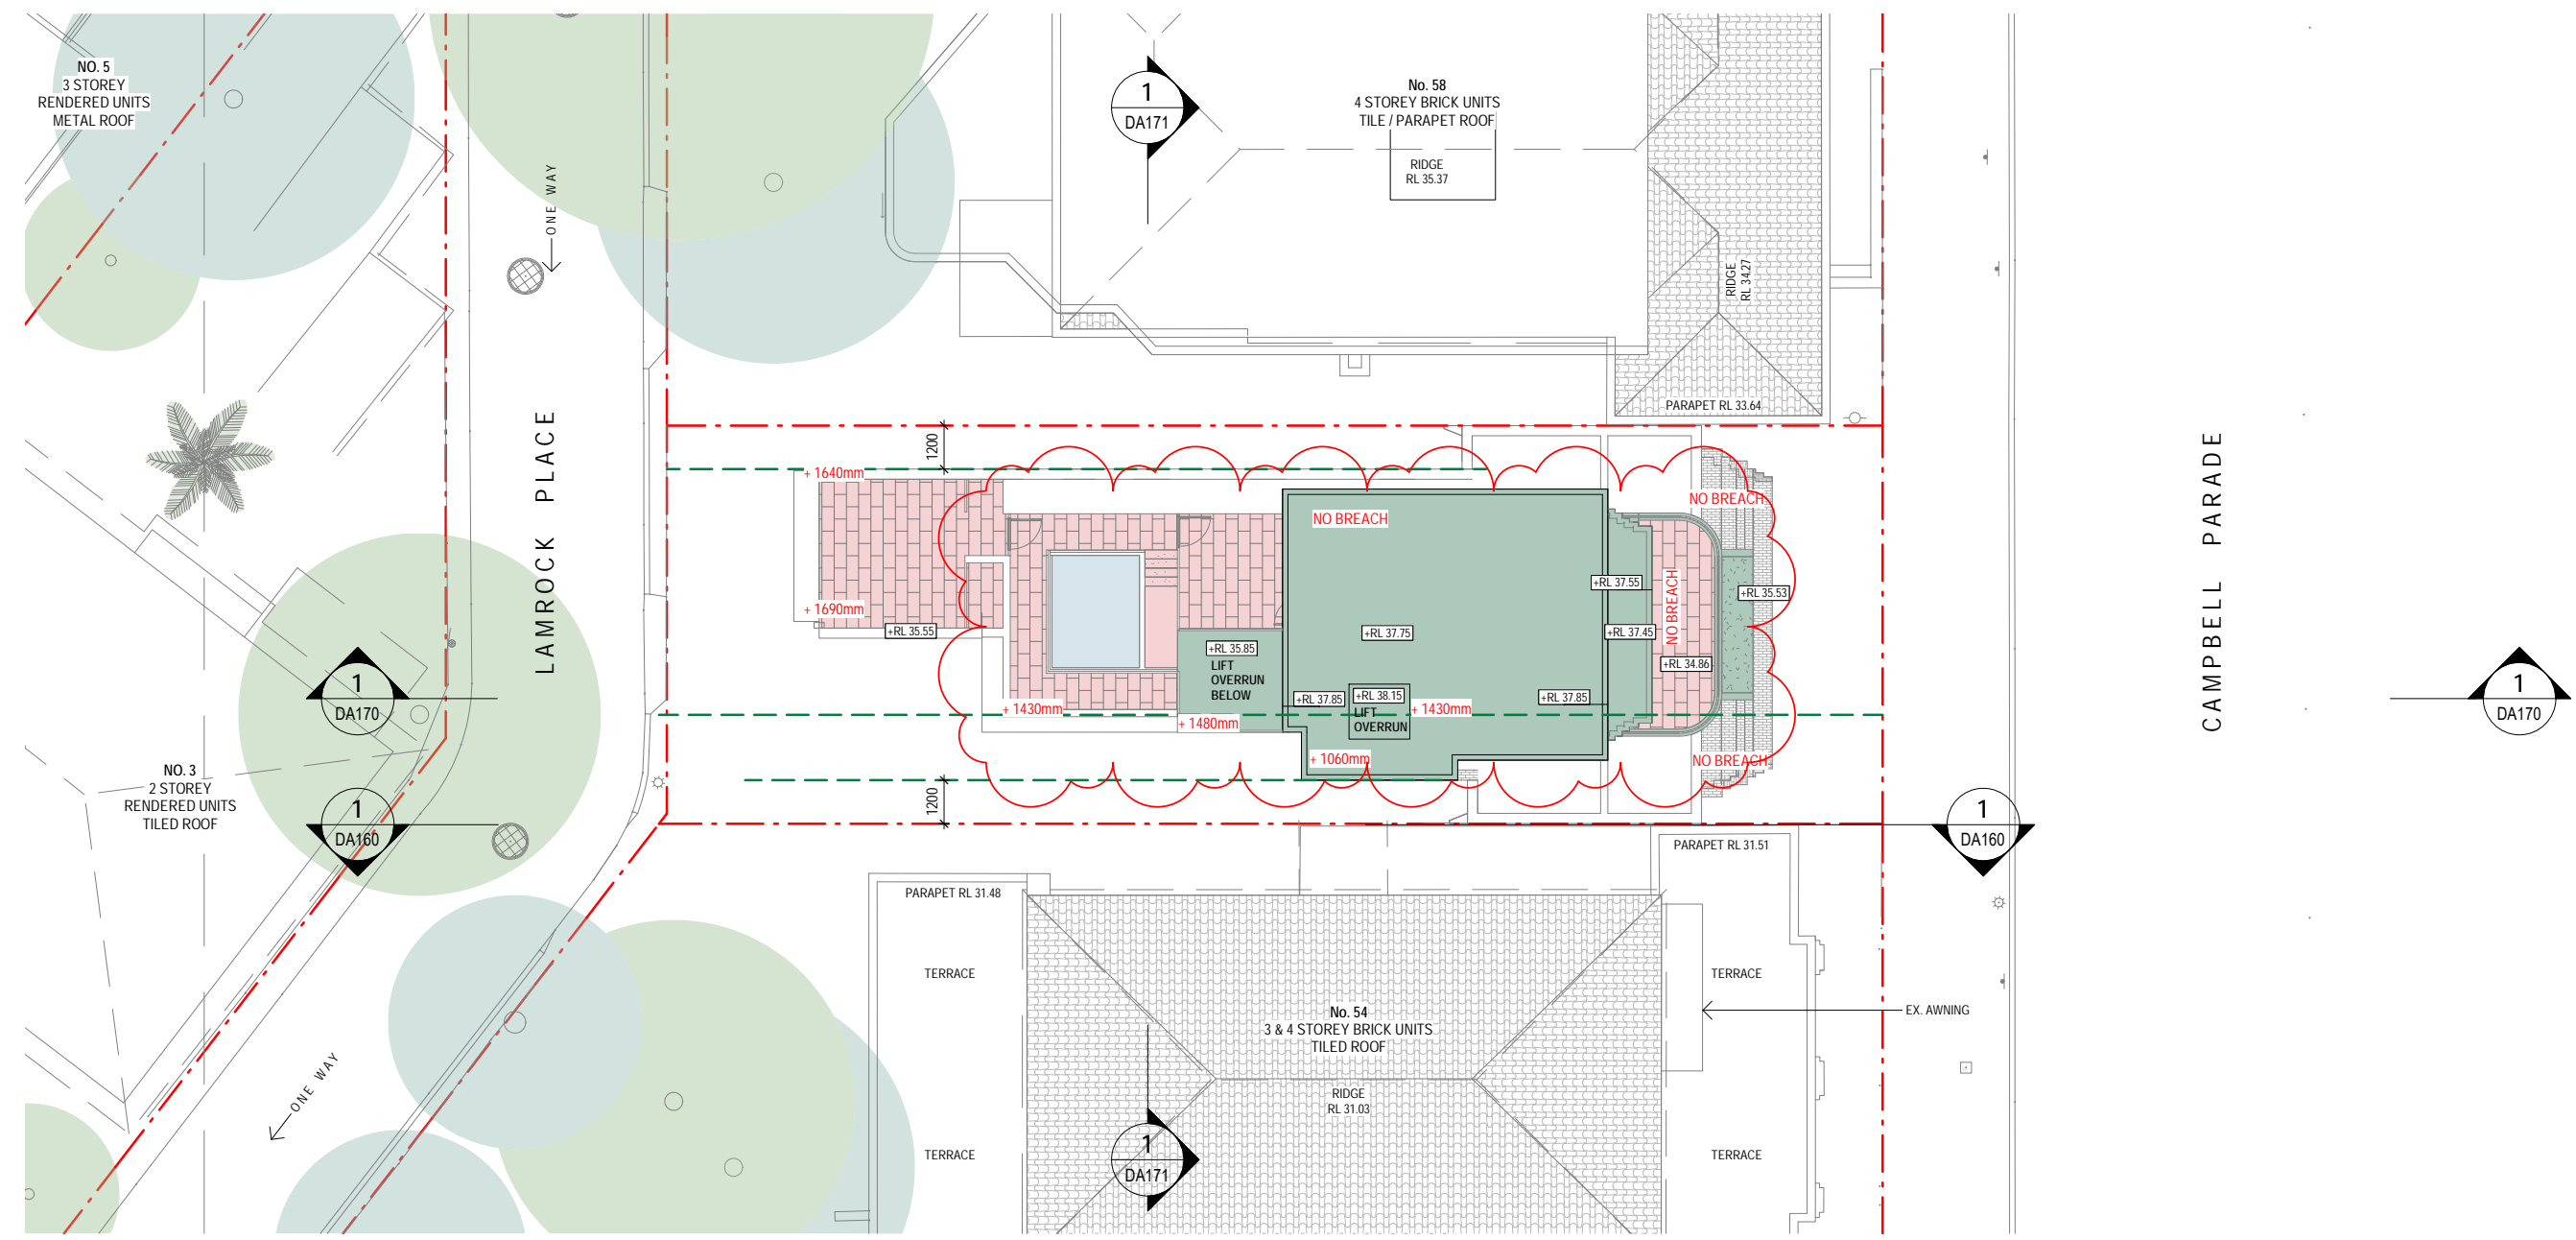 NO. 5
3 STOREY
RENDERED UNITS
METAL ROOF
ONE WAY
1
DA171
No. 58
4 STOREY BRICK UNITS
TILE / PARAPET ROOF
RIDGE
RL 35.37
RIDGE
RL 34.27
PARAPET RL 33.64
LAMROCK PLACE
CAMPBELL PARADE
1200
+ 1640mm
NO BREACH
NO BREACH
+ 1690mm
+RL 35.55
+RL 37.55
+RL 35.53
NO BREACH
+RL 37.75
+RL 37.45
+RL 35.85
LIFT
OVERRUN
BELOW
+RL 34.86
+RL 37.85
+RL 38.15
LIFT
OVERRUN
+RL 37.85
+ 1430mm
+ 1430mm
+ 1480mm
+ 1060mm
NO BREACH
1
DA170
1
DA170
NO. 3
2 STOREY
RENDERED UNITS
TILED ROOF
1
DA160
1200
1
DA160
PARAPET RL 31.51
PARAPET RL 31.48
TERRACE
TERRACE
No. 54
3 & 4 STOREY BRICK UNITS
TILED ROOF
EX. AWNING
RIDGE
RL 31.03
ONE WAY
1
DA171
TERRACE
TERRACE